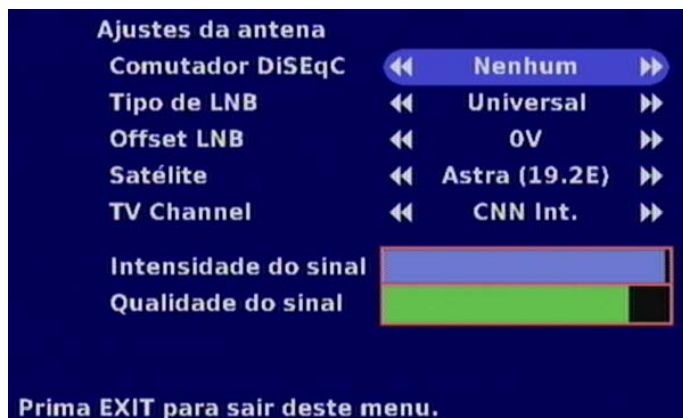 Ajustes da antena
Comutador DiSEqC Nenhum
Tipo de LNB Universal
Offset LNB 0V
Satélite Astra (19.2E)
TV Channel CNN Int.
Intensidade do sinal
Qualidade do sinal
Prima EXIT para sair deste menu.